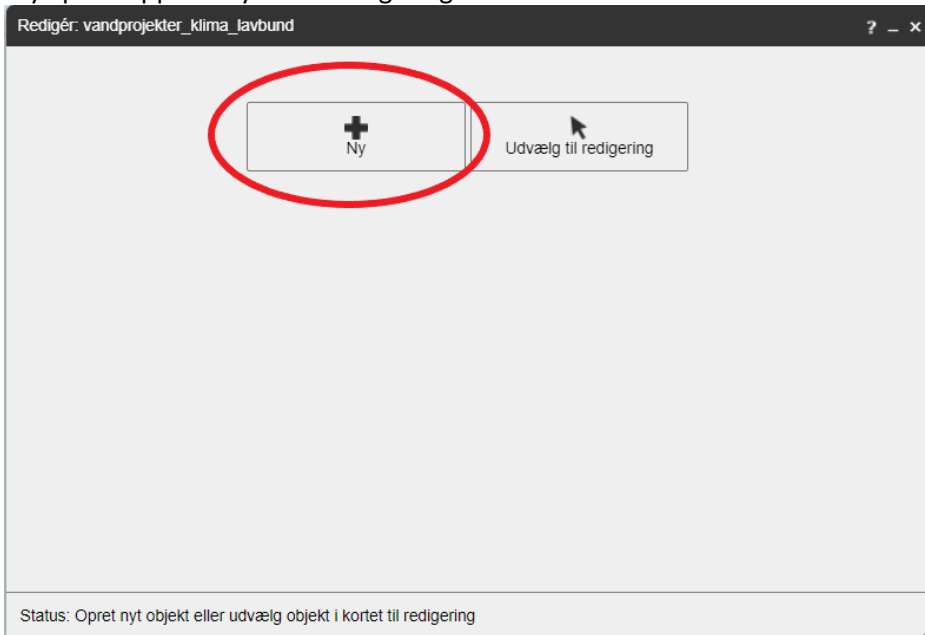 Redigér: vandprojekter_klima_lavbund
? – ×
Ny
Udvælg til redigering
Status: Opret nyt objekt eller udvælg objekt i kortet til redigering